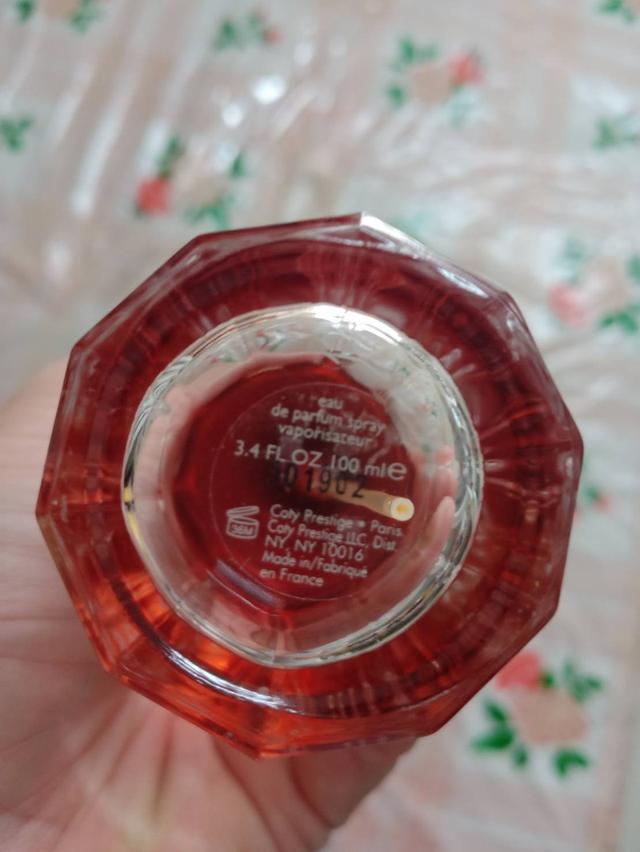 eau
de parfum spray
vaporisateur
3.4 FL OZ 100 ml e
Coty Prestige • Paris
Coty Prestige LLC, Dist.
NY, NY 10016
36M
Made in/Fabriqué
en France